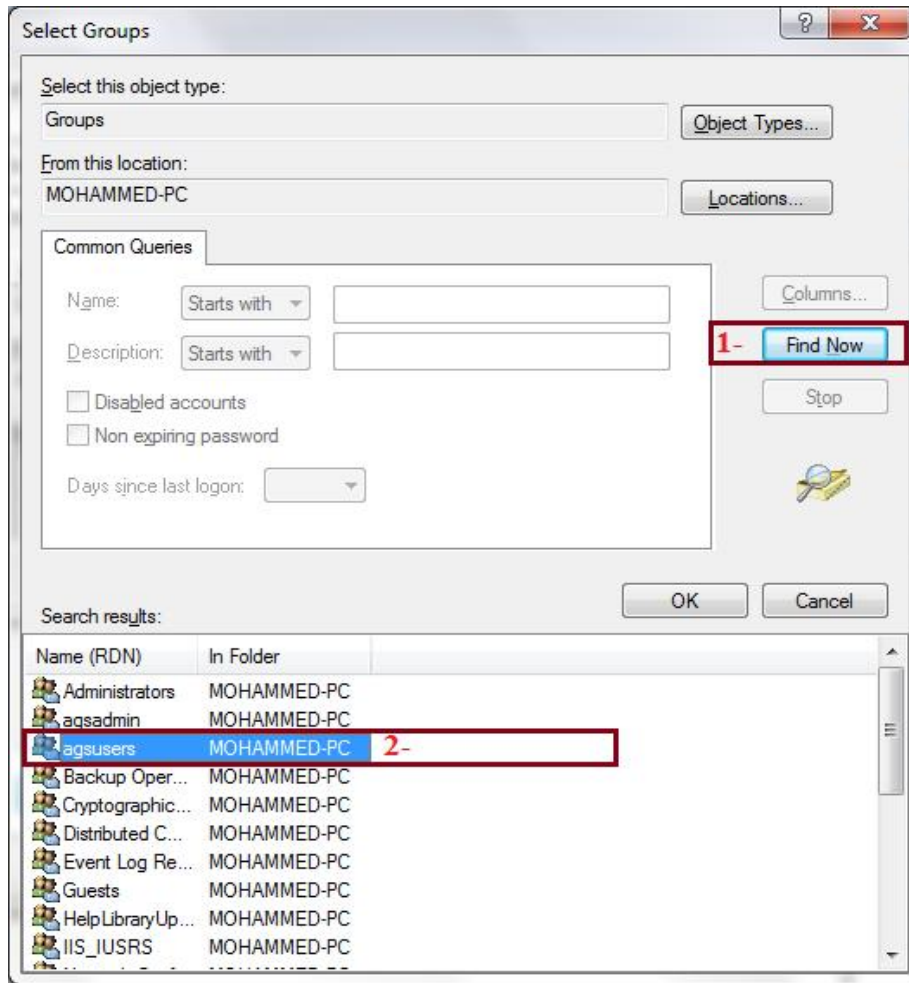 Select Groups
Select this object type:
Groups
Object Types...
From this location:
MOHAMMED-PC
Locations...
Common Queries
Name: Starts with
Columns...
Description: Starts with
1- Find Now
Disabled accounts
Stop
Non expiring password
Days since last logon:
OK Cancel
Search results:
Name (RDN) In Folder
Administrators MOHAMMED-PC
agsadmin MOHAMMED-PC
agsusers MOHAMMED-PC 2-
Backup Oper... MOHAMMED-PC
Cryptographic... MOHAMMED-PC
Distributed C... MOHAMMED-PC
Event Log Re... MOHAMMED-PC
Guests MOHAMMED-PC
HelpLibraryUp... MOHAMMED-PC
IIS_IUSRS MOHAMMED-PC